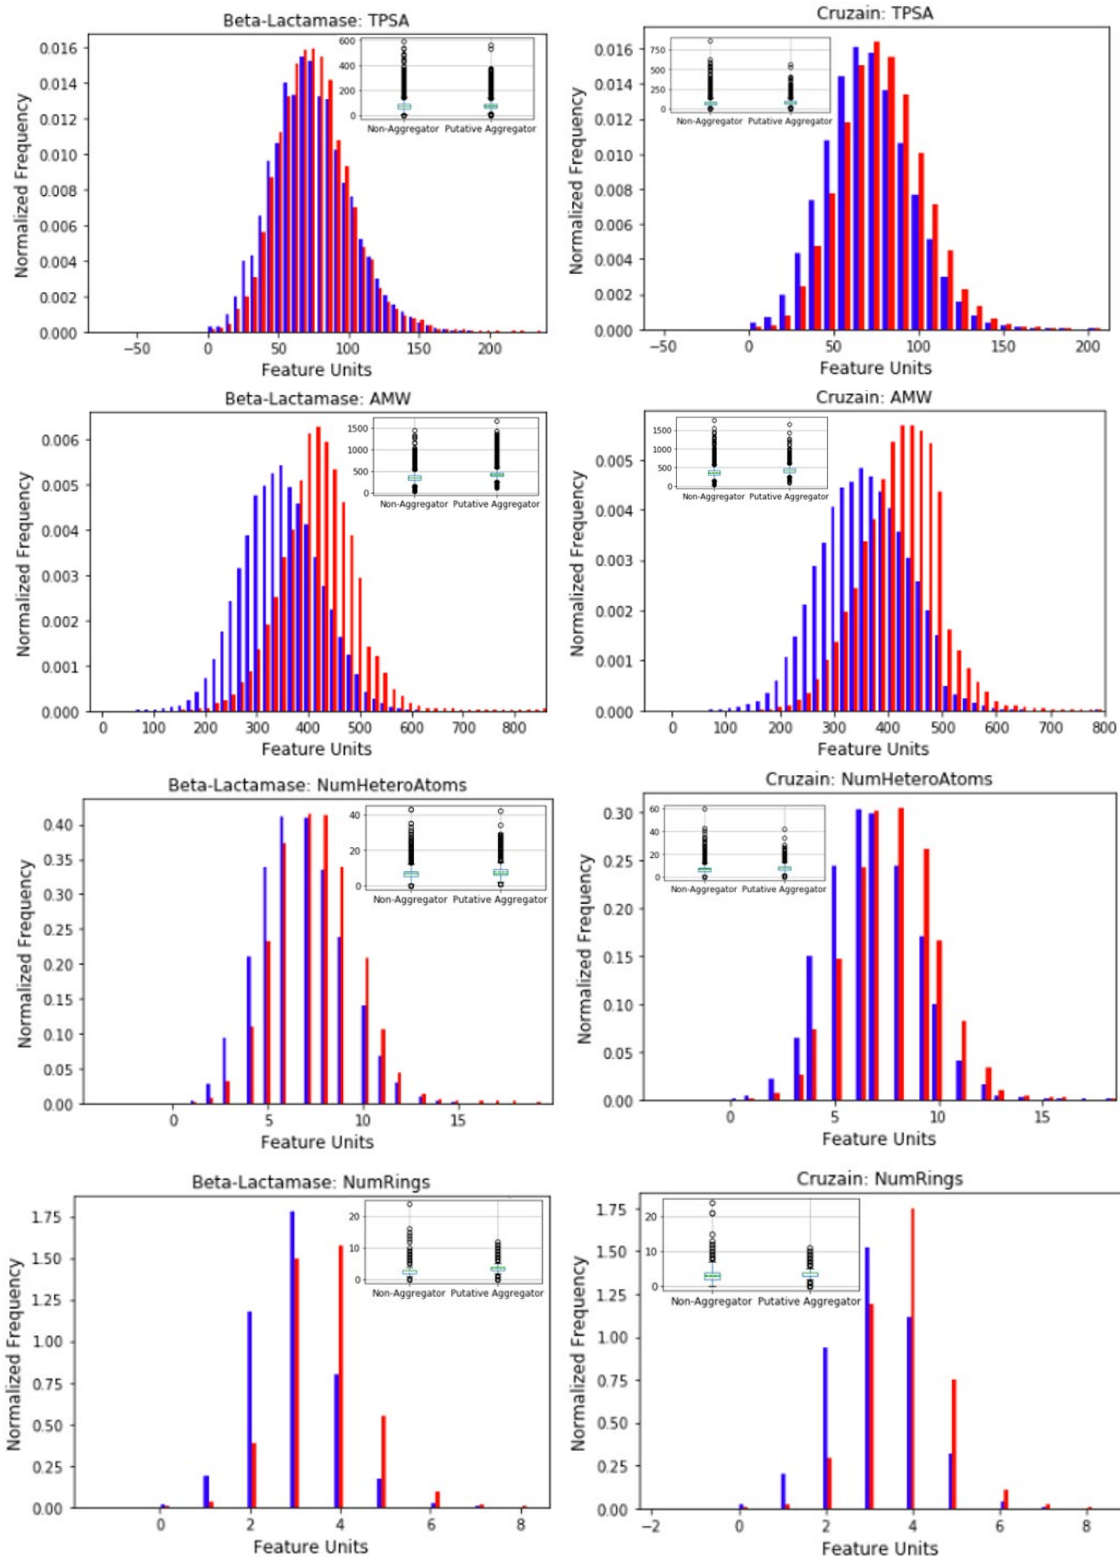 Beta-Lactamase: TPSA
Normalized Frequency
0.016
0.014
0.012
0.010
0.008
0.006
0.004
0.002
0.000
600
400
200
0
Non-Aggregator Putative Aggregator
−50 0 50 100 150 200
Feature Units
Cruzain: TPSA
Normalized Frequency
0.016
0.014
0.012
0.010
0.008
0.006
0.004
0.002
0.000
750
500
250
0
Non-Aggregator Putative Aggregator
−50 0 50 100 150 200
Feature Units
Beta-Lactamase: AMW
Normalized Frequency
0.006
0.005
0.004
0.003
0.002
0.001
0.000
1500
1000
500
0
Non-Aggregator Putative Aggregator
0 100 200 300 400 500 600 700 800
Feature Units
Cruzain: AMW
Normalized Frequency
0.005
0.004
0.003
0.002
0.001
0.000
1500
1000
500
0
Non-Aggregator Putative Aggregator
0 100 200 300 400 500 600 700 800
Feature Units
Beta-Lactamase: NumHeteroAtoms
Normalized Frequency
0.40
0.35
0.30
0.25
0.20
0.15
0.10
0.05
0.00
40
20
0
Non-Aggregator Putative Aggregator
0 5 10 15
Feature Units
Cruzain: NumHeteroAtoms
Normalized Frequency
0.30
0.25
0.20
0.15
0.10
0.05
0.00
60
40
20
0
Non-Aggregator Putative Aggregator
0 5 10 15
Feature Units
Beta-Lactamase: NumRings
Normalized Frequency
1.75
1.50
1.25
1.00
0.75
0.50
0.25
0.00
20
10
0
Non-Aggregator Putative Aggregator
0 2 4 6 8
Feature Units
Cruzain: NumRings
Normalized Frequency
1.75
1.50
1.25
1.00
0.75
0.50
0.25
0.00
20
10
0
Non-Aggregator Putative Aggregator
−2 0 2 4 6 8
Feature Units